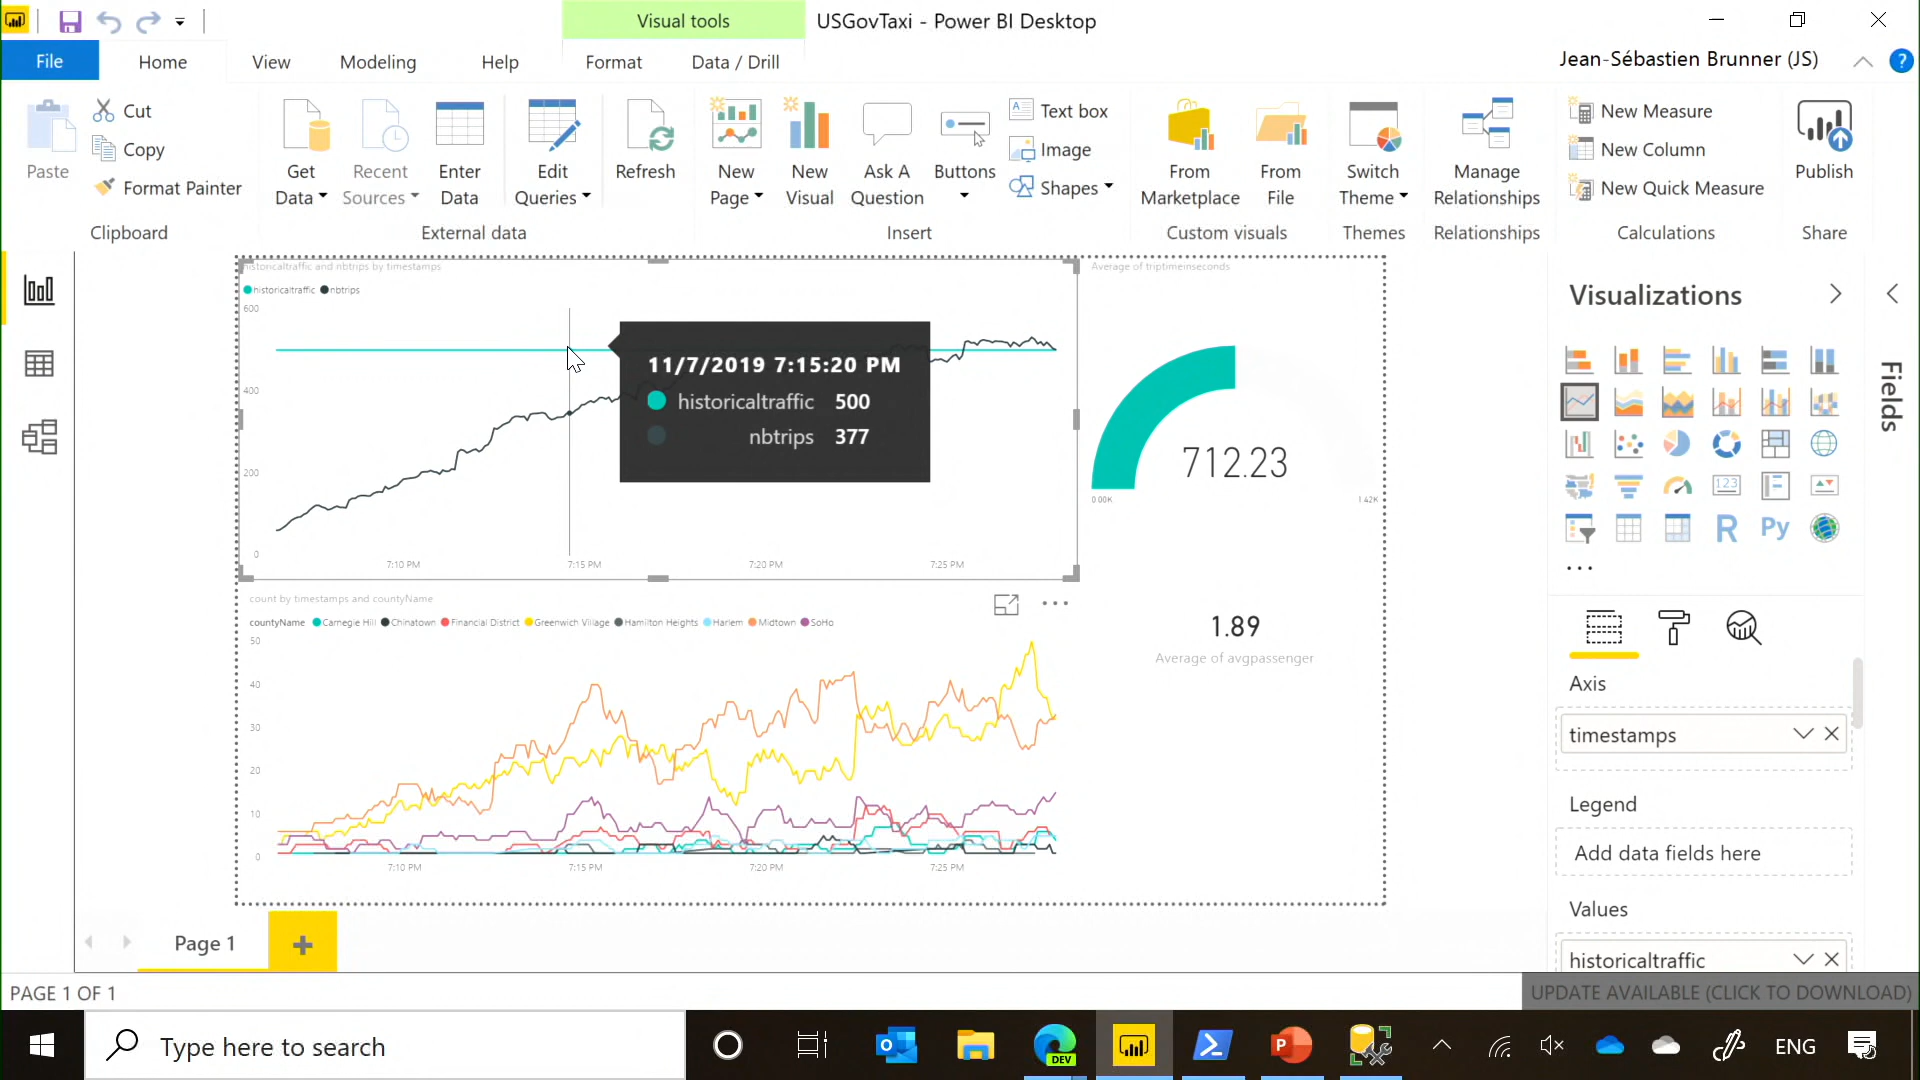 Visual tools
USGovTaxi - Power BI Desktop
File
Home
View
Modeling
Help
Format
Data / Drill
Jean-Sébastien Brunner (JS)
?
Paste
Cut
Copy
Format Painter
Clipboard
Get Data
Recent Sources
Enter Data
Edit Queries
Refresh
External data
New Page
New Visual
Ask A Question
Buttons
Text box
Image
Shapes
Insert
From Marketplace
From File
Custom visuals
Switch Theme
Themes
Manage Relationships
Relationships
New Measure
New Column
New Quick Measure
Calculations
Publish
Share
historicaltraffic and nbtrips by timestamps
historicaltraffic nbtrips
600
400
200
0
7:10 PM 7:15 PM 7:20 PM 7:25 PM
11/7/2019 7:15:20 PM
historicaltraffic 500
nbtrips 377
Average of triptimeinseconds
712.23
0.00K 1.42K
count by timestamps and countyName
countyName Carnegie Hill Chinatown Financial District Greenwich Village Hamilton Heights Harlem Midtown SoHo
50
40
30
20
10
0
7:10 PM 7:15 PM 7:20 PM 7:25 PM
1.89
Average of avgpassenger
Visualizations
123
R Py
Axis
timestamps
Legend
Add data fields here
Values
historicaltraffic
Fields
Page 1
PAGE 1 OF 1
UPDATE AVAILABLE (CLICK TO DOWNLOAD)
Type here to search
DEV
ENG